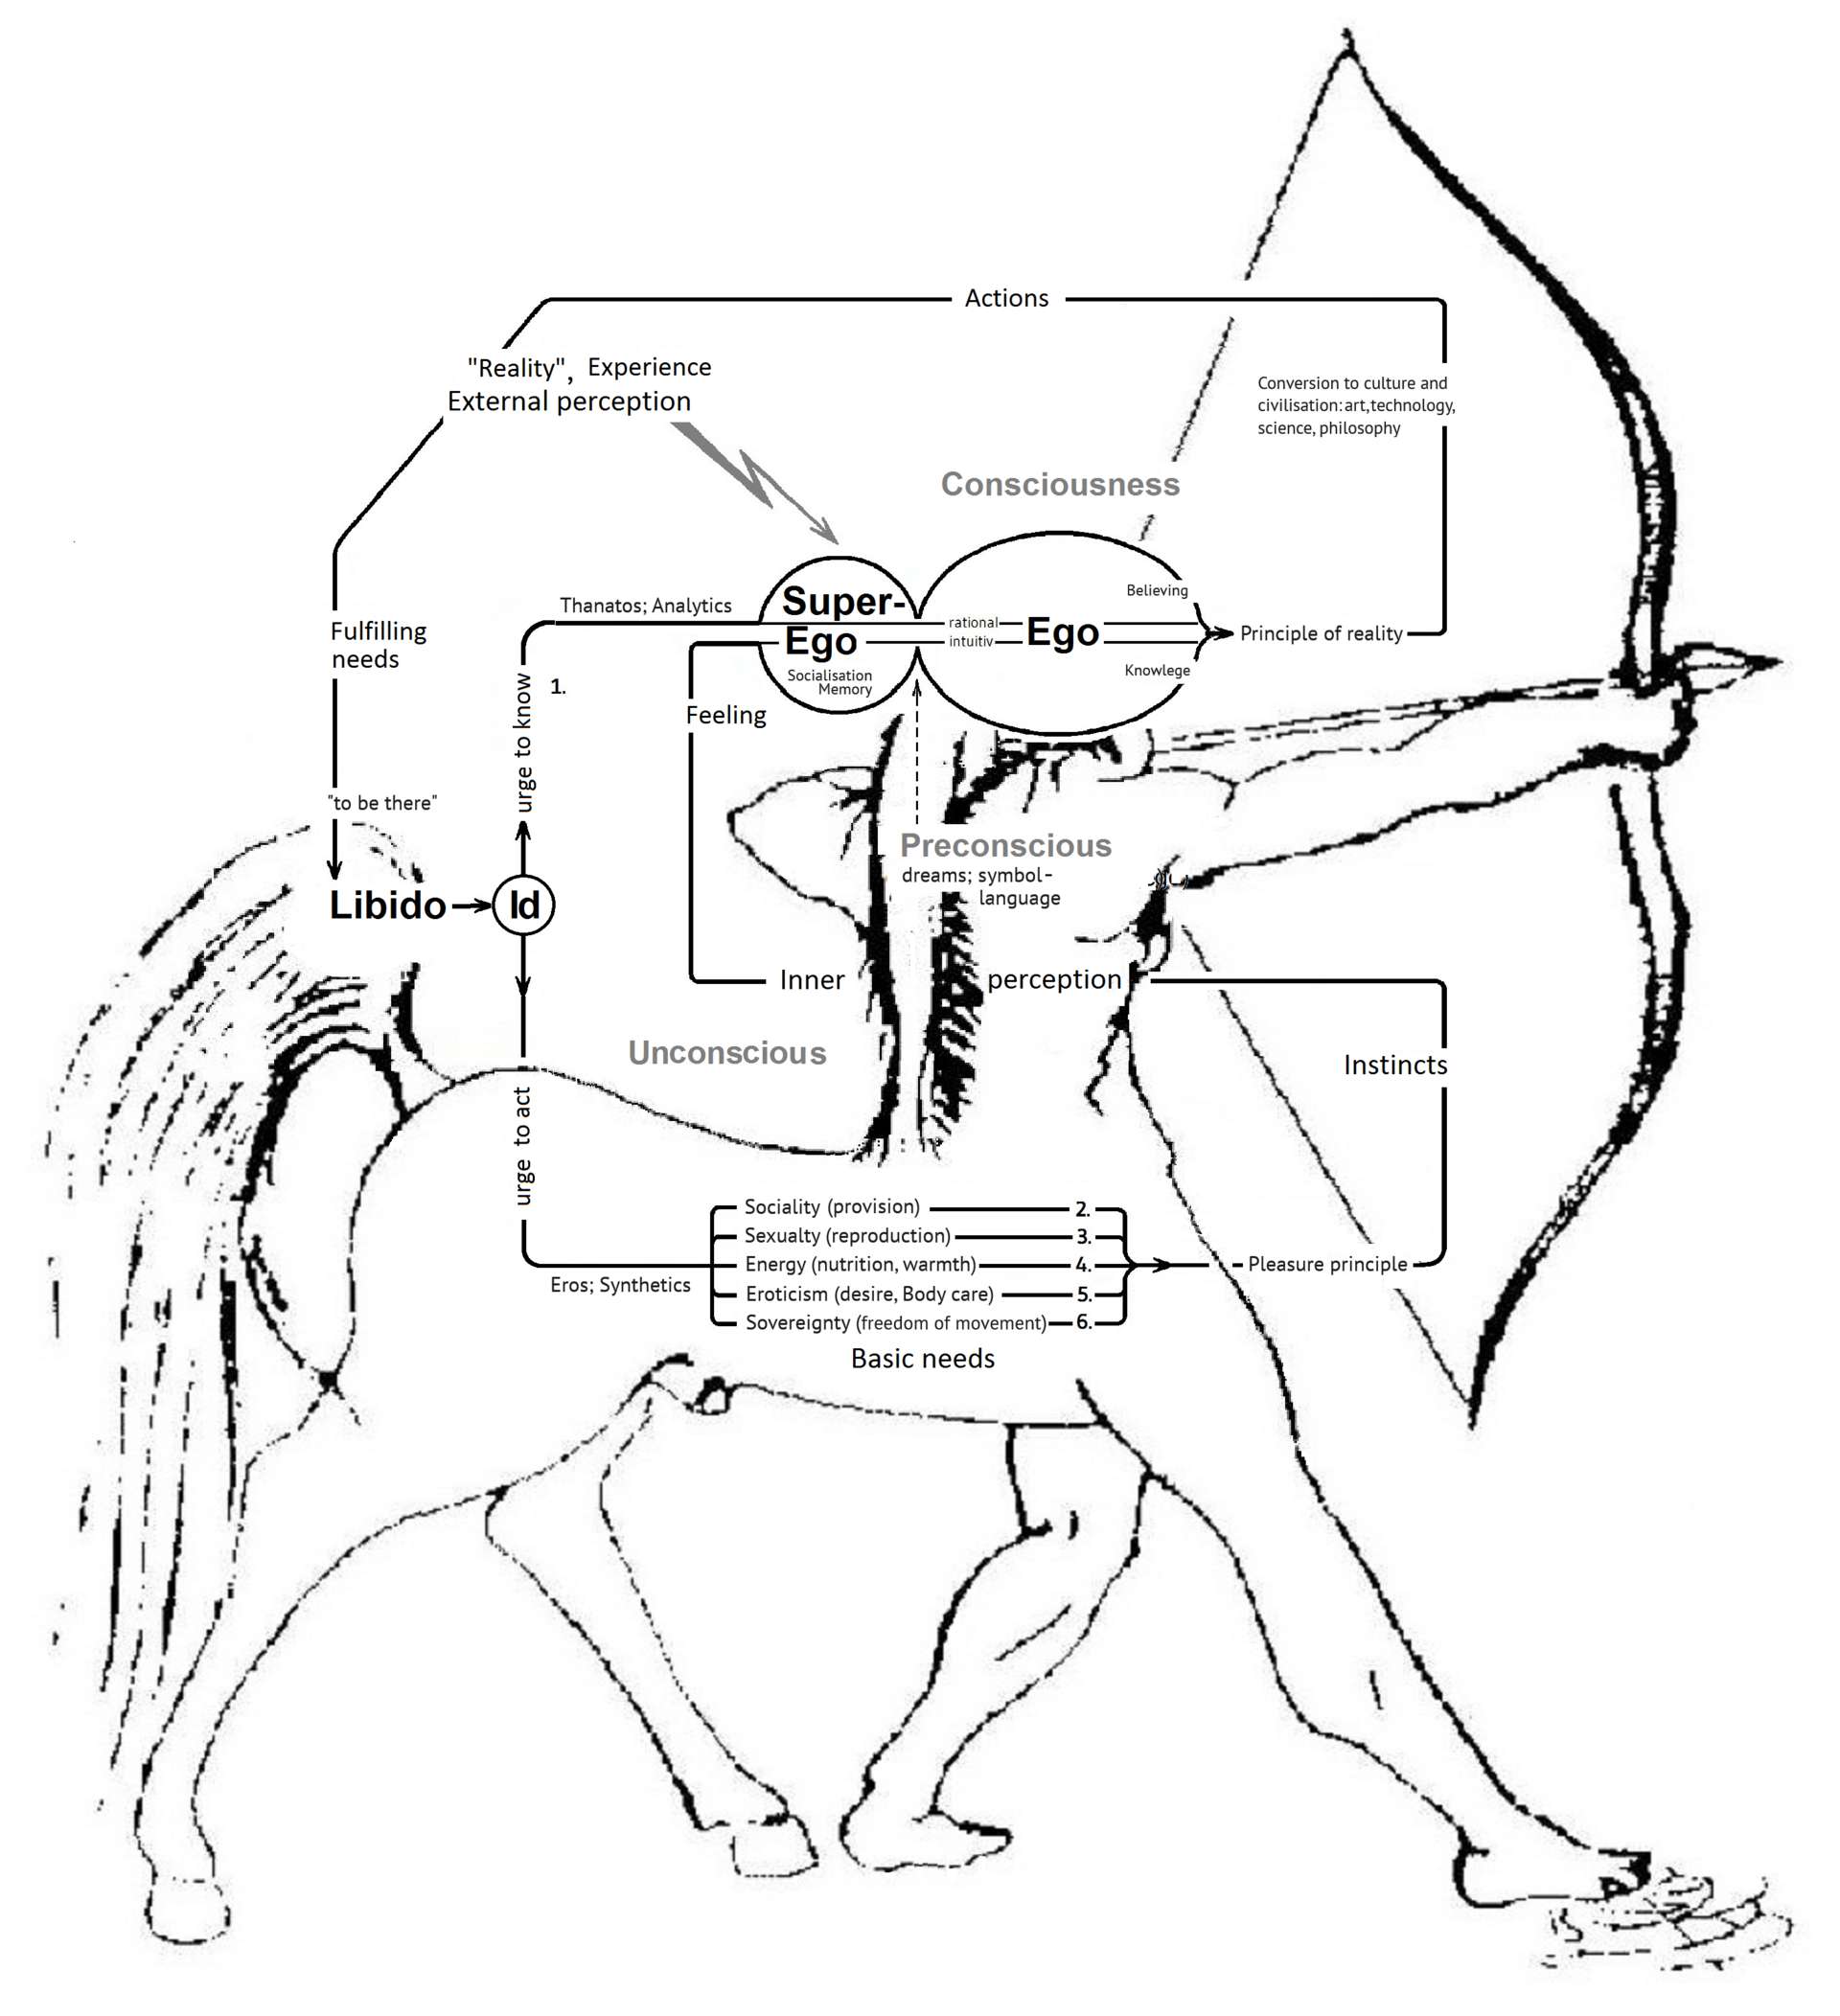 Actions
"Reality", Experience
External perception
Conversion to culture and
civilisation: art, technology,
science, philosophy
Consciousness
Super-
Ego
Socialisation
Memory
Thanatos; Analytics
rational
intuitiv
Ego
Believing
Knowlege
Principle of reality
Fulfilling
needs
urge to know
1.
Feeling
"to be there"
Preconscious
dreams; symbol-
language
Libido
Id
Inner perception
Unconscious
Instincts
urge to act
Sociality (provision) 2.
Sexualty (reproduction) 3.
Energy (nutrition, warmth) 4.
Eroticism (desire, Body care) 5.
Sovereignty (freedom of movement) 6.
Eros; Synthetics
Pleasure principle
Basic needs